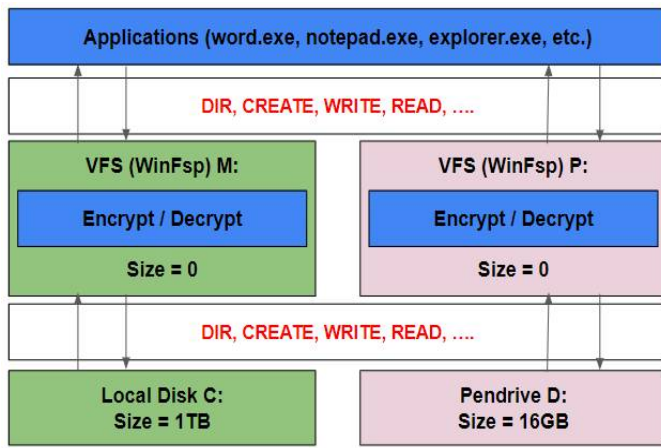 Applications (word.exe, notepad.exe, explorer.exe, etc.)
DIR, CREATE, WRITE, READ, ....
VFS (WinFsp) M:
Encrypt / Decrypt
Size = 0
VFS (WinFsp) P:
Encrypt / Decrypt
Size = 0
DIR, CREATE, WRITE, READ, ....
Local Disk C:
Size = 1TB
Pendrive D:
Size = 16GB